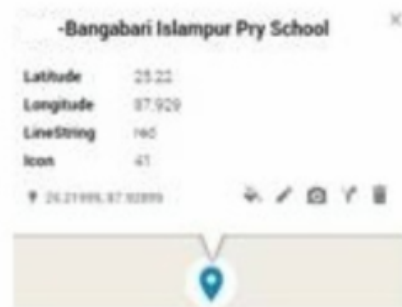 -Bangabari Islampur Pry School
Latitude 25.22
Longitude 87.929
LineString red
Icon 41